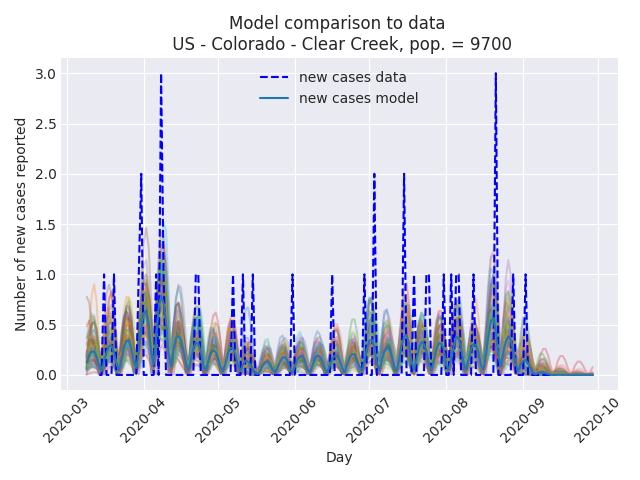 Model comparison to data
US - Colorado - Clear Creek, pop. = 9700
new cases data
new cases model
Number of new cases reported
3.0
2.5
2.0
1.5
1.0
0.5
0.0
2020-03
2020-04
2020-05
2020-06
2020-07
2020-08
2020-09
2020-10
Day